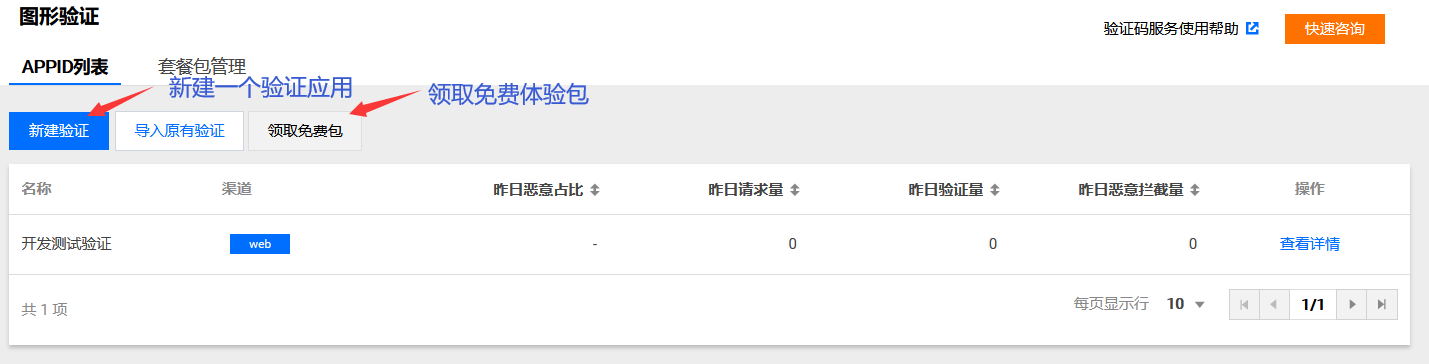 图形验证
验证码服务使用帮助
快速咨询
APPID列表 套餐包管理
新建一个验证应用
领取免费体验包
新建验证 导入原有验证 领取免费包
名称 渠道 昨日恶意占比 昨日请求量 昨日验证量 昨日恶意拦截量 操作
开发测试验证 web - 0 0 0 查看详情
共 1 项 每页显示行 10 1/1